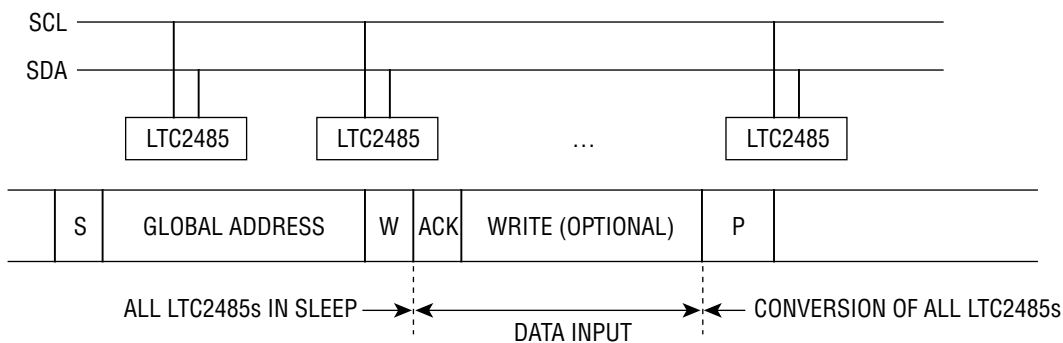 SCL
SDA
LTC2485 LTC2485 … LTC2485
S GLOBAL ADDRESS W ACK WRITE (OPTIONAL) P
ALL LTC2485s IN SLEEP DATA INPUT CONVERSION OF ALL LTC2485s